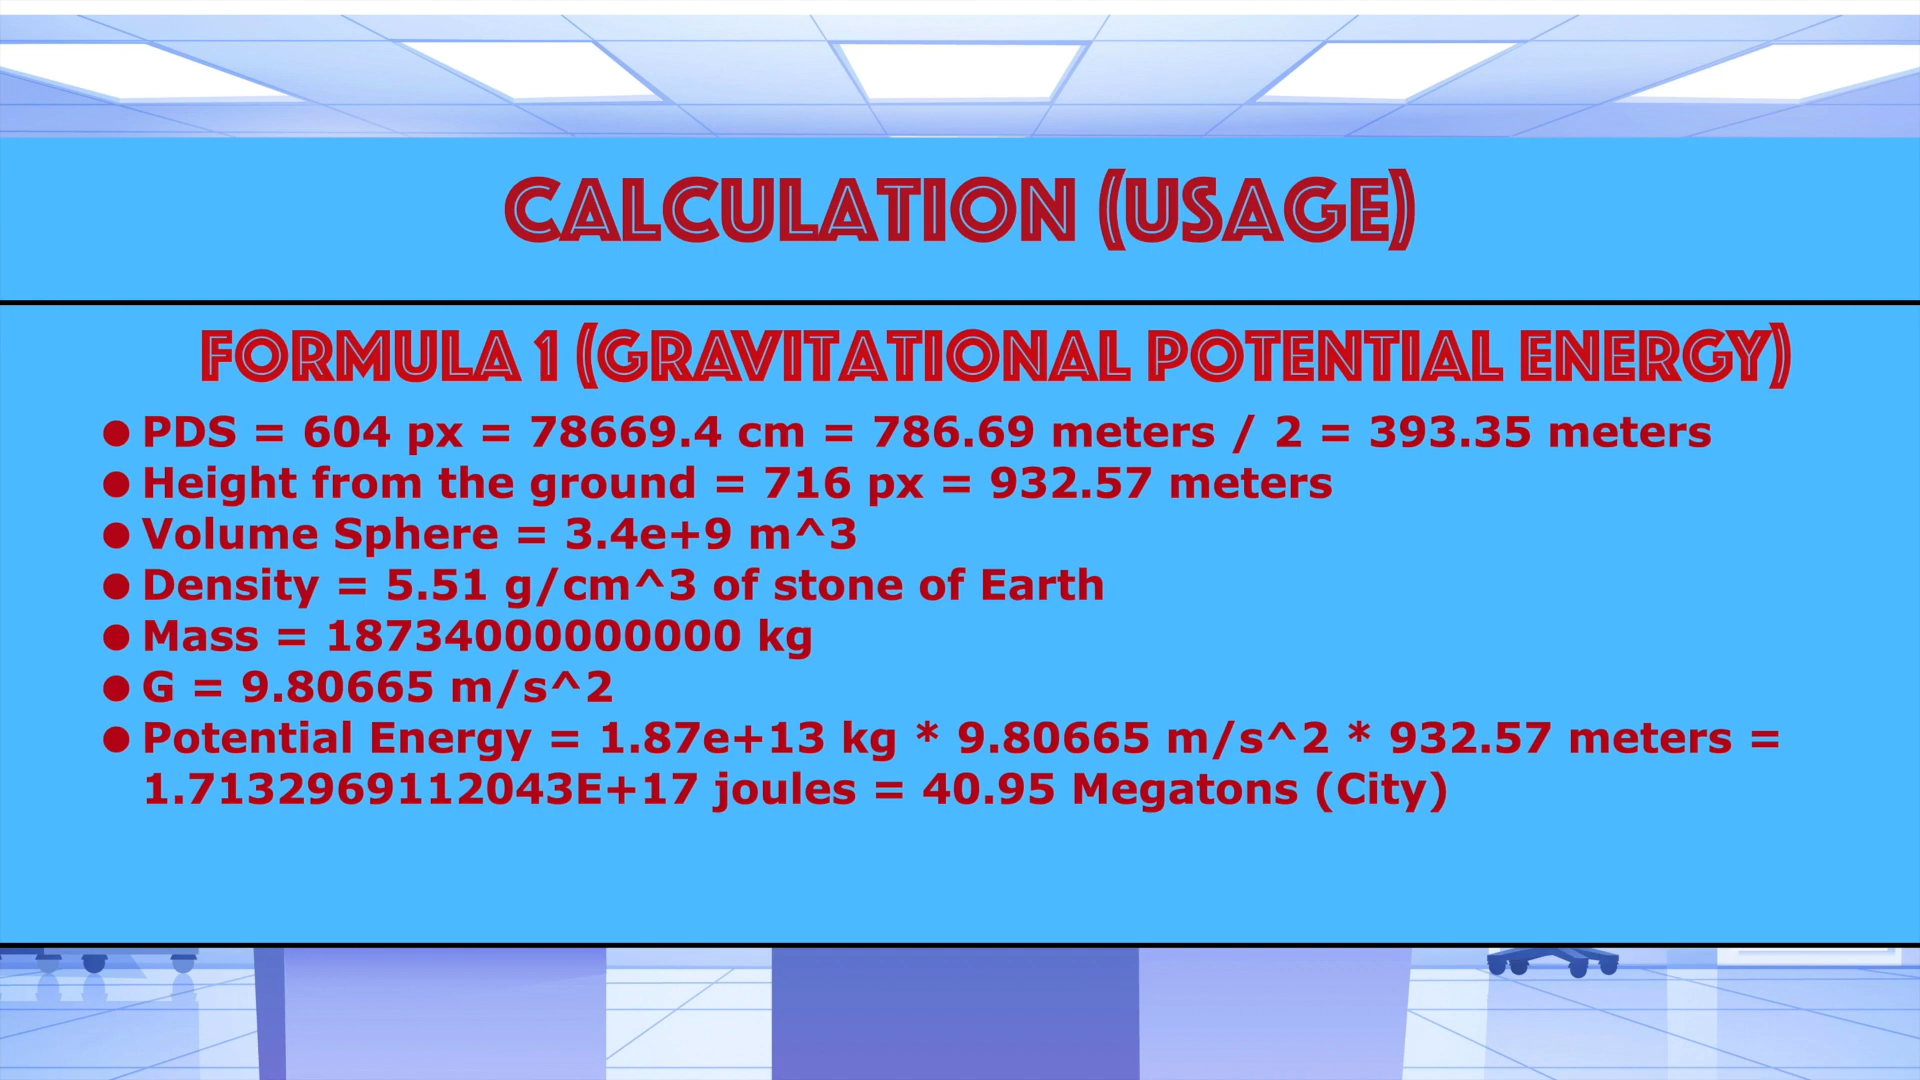 CALCULATION (USAGE)
FORMULA 1 (GRAVITATIONAL POTENTIAL ENERGY)
● PDS = 604 px = 78669.4 cm = 786.69 meters / 2 = 393.35 meters
● Height from the ground = 716 px = 932.57 meters
● Volume Sphere = 3.4e+9 m^3
● Density = 5.51 g/cm^3 of stone of Earth
● Mass = 18734000000000 kg
● G = 9.80665 m/s^2
● Potential Energy = 1.87e+13 kg * 9.80665 m/s^2 * 932.57 meters =
1.7132969112043E+17 joules = 40.95 Megatons (City)